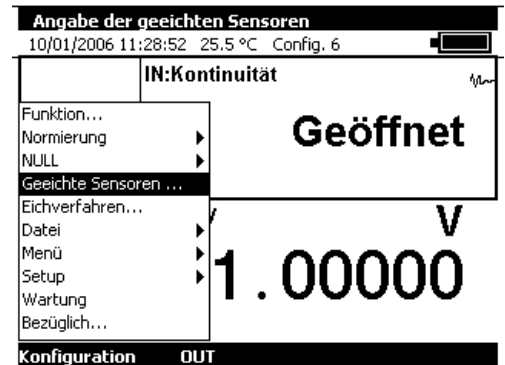 Angabe der geeichten Sensoren
10/01/2006 11:28:52 25.5 °C Config. 6
IN:Kontinuität
Geöffnet
Funktion...
Normierung
NULL
Geeichte Sensoren ...
Eichverfahren...
Datei
Menü
Setup
Wartung
Bezüglich...
V
1.00000
Konfiguration OUT